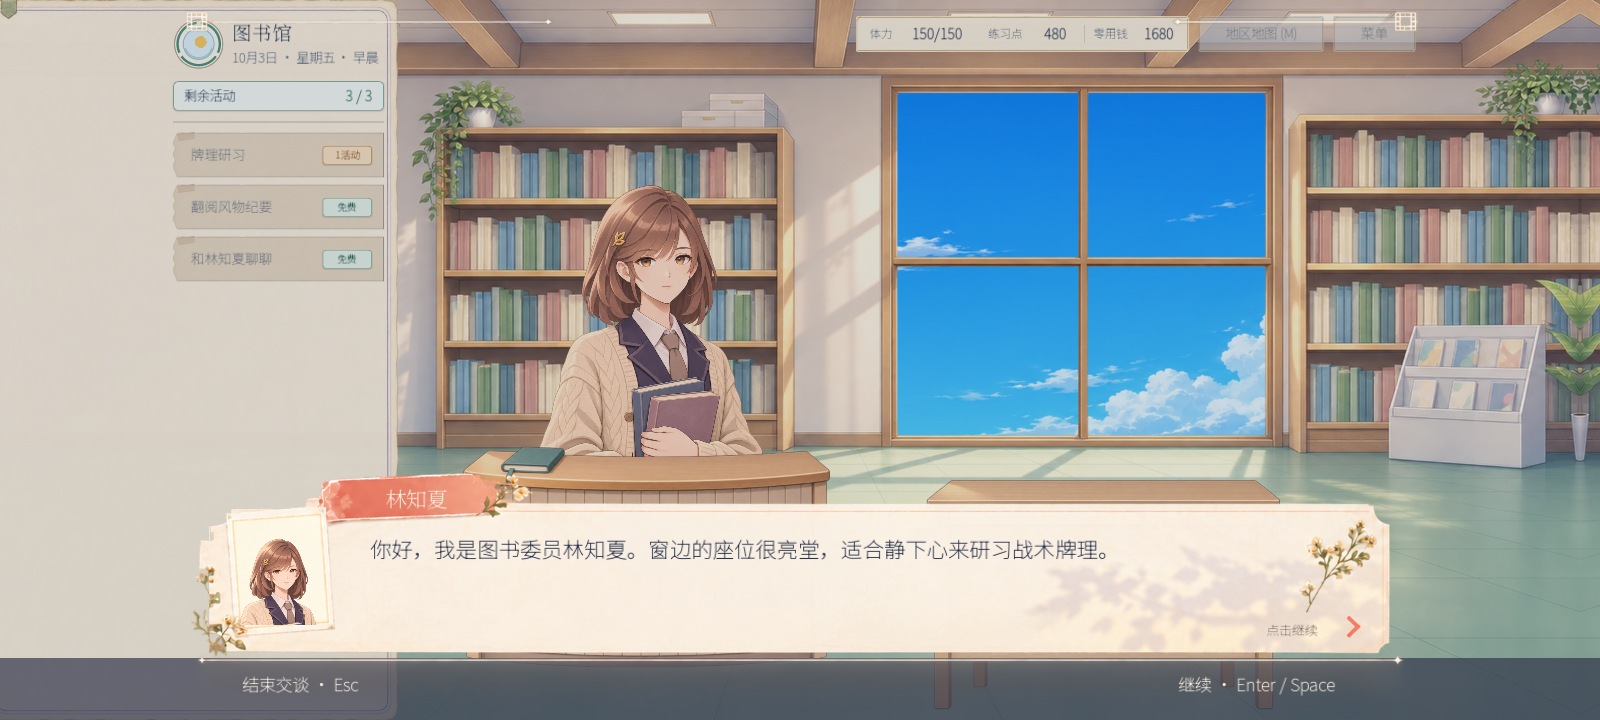 图书馆
10月3日 · 星期五 · 早晨
剩余活动 3 / 3
牌理研习 1活动
翻阅风物纪要 免费
和林知夏聊聊 免费
体力 150/150 练习点 480 零用钱 1680
地区地图 (M)
菜单
林知夏
你好，我是图书委员林知夏。窗边的座位很亮堂，适合静下心来研习战术牌理。
点击继续
结束交谈 · Esc
继续 · Enter / Space